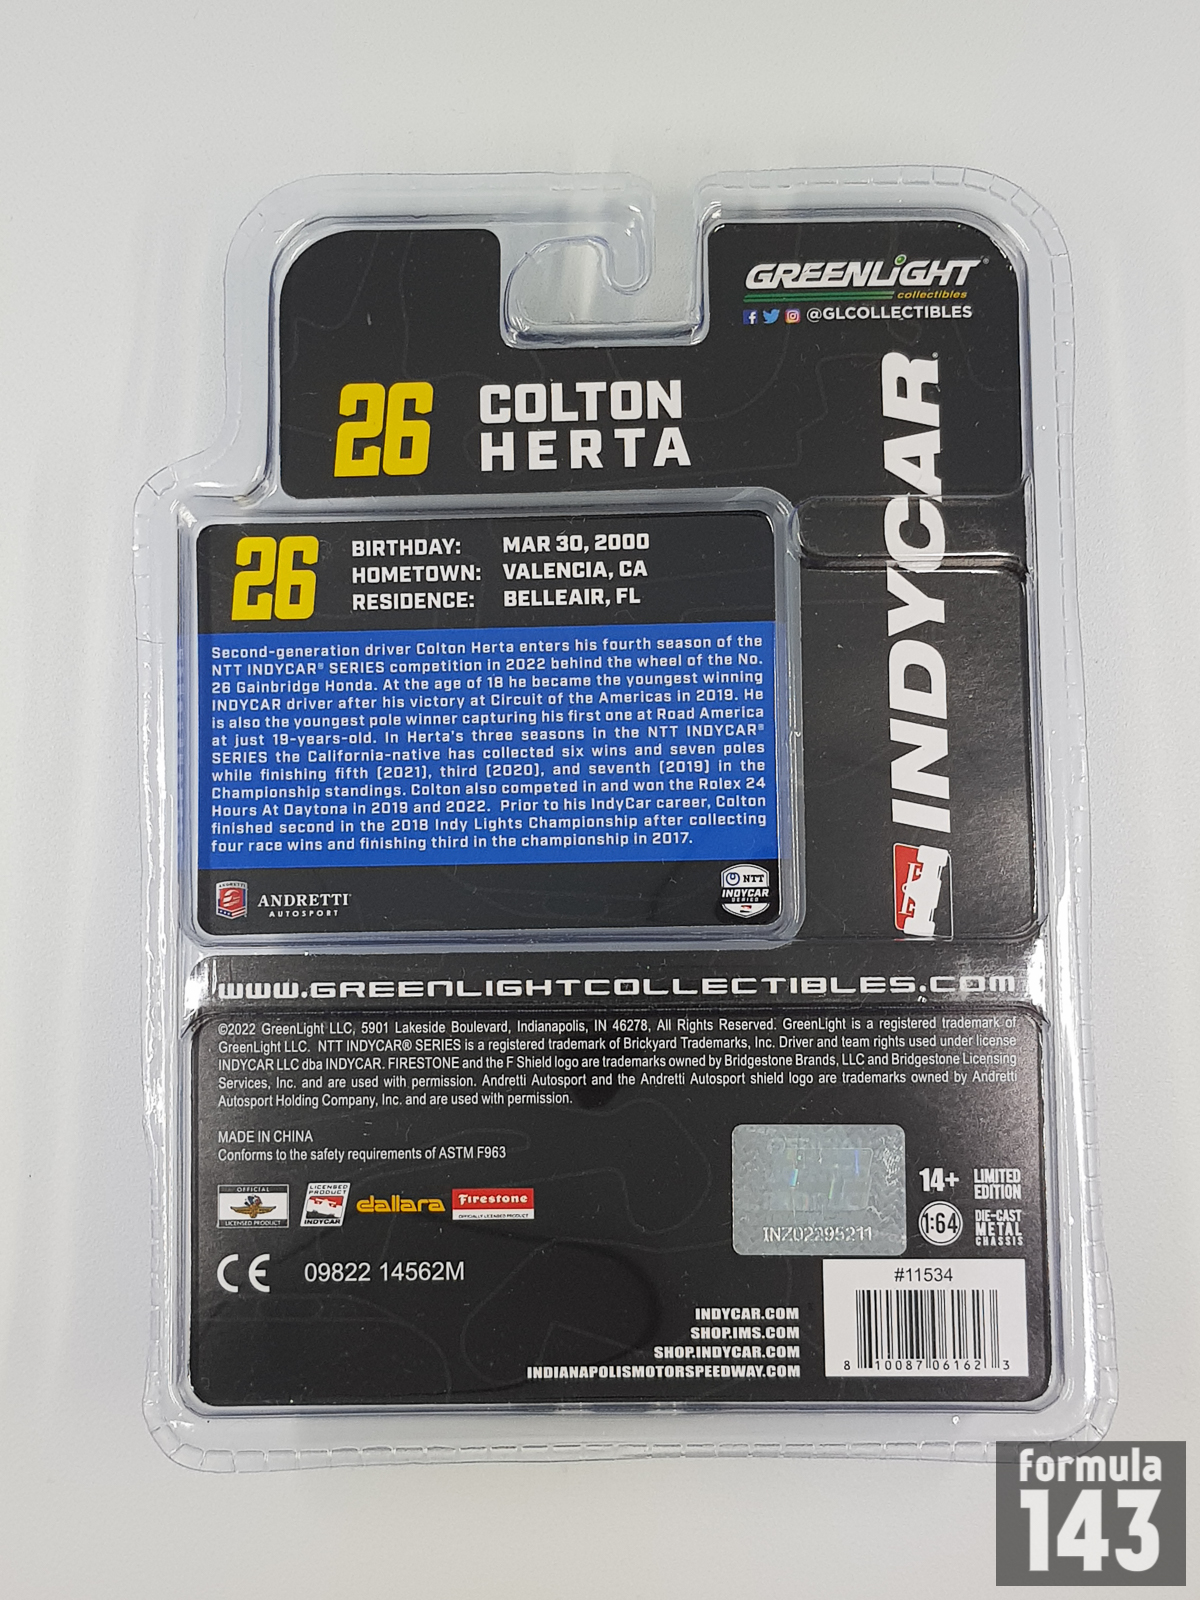 GREENLiGHT®
collectibles
@GLCOLLECTIBLES
26
COLTON
HERTA
INDYCAR
26
BIRTHDAY: MAR 30, 2000
HOMETOWN: VALENCIA, CA
RESIDENCE: BELLEAIR, FL
Second-generation driver Colton Herta enters his fourth season of the
NTT INDYCAR® SERIES competition in 2022 behind the wheel of the No.
26 Gainbridge Honda. At the age of 18 he became the youngest winning
INDYCAR driver after his victory at Circuit of the Americas in 2019. He
is also the youngest pole winner capturing his first one at Road America
at just 19-years-old. In Herta's three seasons in the NTT INDYCAR®
SERIES the California-native has collected six wins and seven poles
while finishing fifth (2021), third (2020), and seventh (2019) in the
Championship standings. Colton also competed in and won the Rolex 24
Hours At Daytona in 2019 and 2022. Prior to his IndyCar career, Colton
finished second in the 2018 Indy Lights Championship after collecting
four race wins and finishing third in the championship in 2017.
ANDRETTI
AUTOSPORT
NTT
INDYCAR
SERIES
www.GREENLIGHTCOLLECTIBLES.com
©2022 GreenLight LLC, 5901 Lakeside Boulevard, Indianapolis, IN 46278, All Rights Reserved. GreenLight is a registered trademark of
GreenLight LLC. NTT INDYCAR® SERIES is a registered trademark of Brickyard Trademarks, Inc. Driver and team rights used under license
INDYCAR LLC dba INDYCAR. FIRESTONE and the F Shield logo are trademarks owned by Bridgestone Brands, LLC and Bridgestone Licensing
Services, Inc. and are used with permission. Andretti Autosport and the Andretti Autosport shield logo are trademarks owned by Andretti
Autosport Holding Company, Inc. and are used with permission.
MADE IN CHINA
Conforms to the safety requirements of ASTM F963
OFFICIAL
LICENSED PRODUCT
LICENSED
PRODUCT
INDYCAR
dallara
Firestone
OFFICIALLY LICENSED PRODUCT
INZ02295211
14+
LIMITED
EDITION
1:64
DIE-CAST
METAL
CHASSIS
CE 09822 14562M
#11534
8 10087 06162 3
INDYCAR.COM
SHOP.IMS.COM
SHOP.INDYCAR.COM
INDIANAPOLISMOTORSPEEDWAY.COM
formula
143